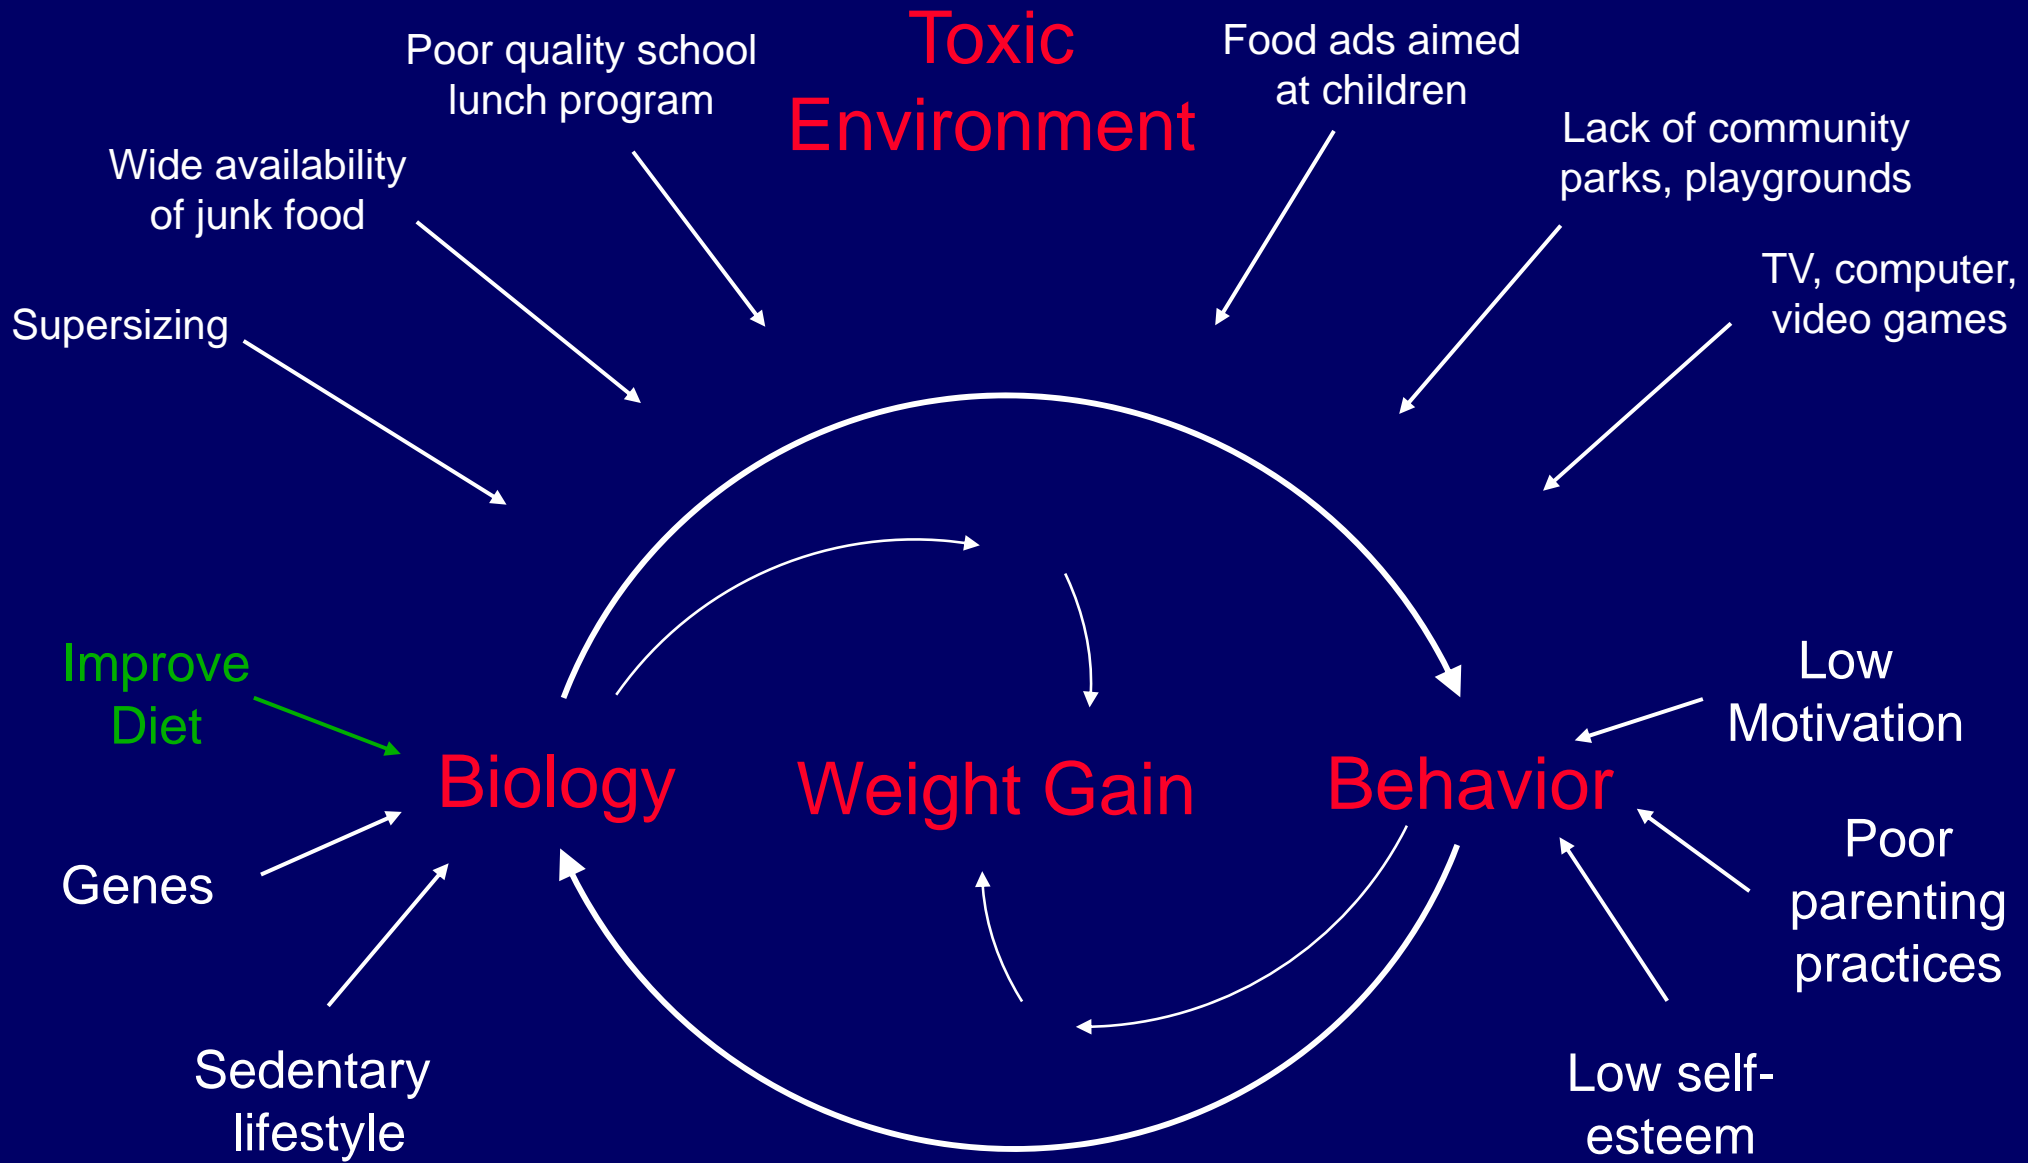 Toxic
Environment
Poor quality school
lunch program
Food ads aimed
at children
Wide availability
of junk food
Lack of community
parks, playgrounds
Supersizing
TV, computer,
video games
Improve
Diet
Low
Motivation
Biology
Weight Gain
Behavior
Genes
Poor
parenting
practices
Sedentary
lifestyle
Low self-
esteem